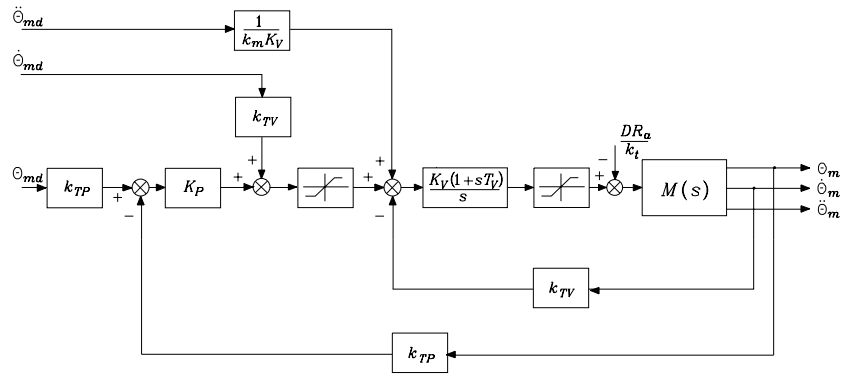 Θ̈md
1
kmKV
Θ̇md
kTV
DRa
kt
+
+
−
Θmd
kTP
+
−
KP
+
+
+
−
KV(1+sTV)
s
+
M(s)
Θm
Θ̇m
Θ̈m
kTV
kTP